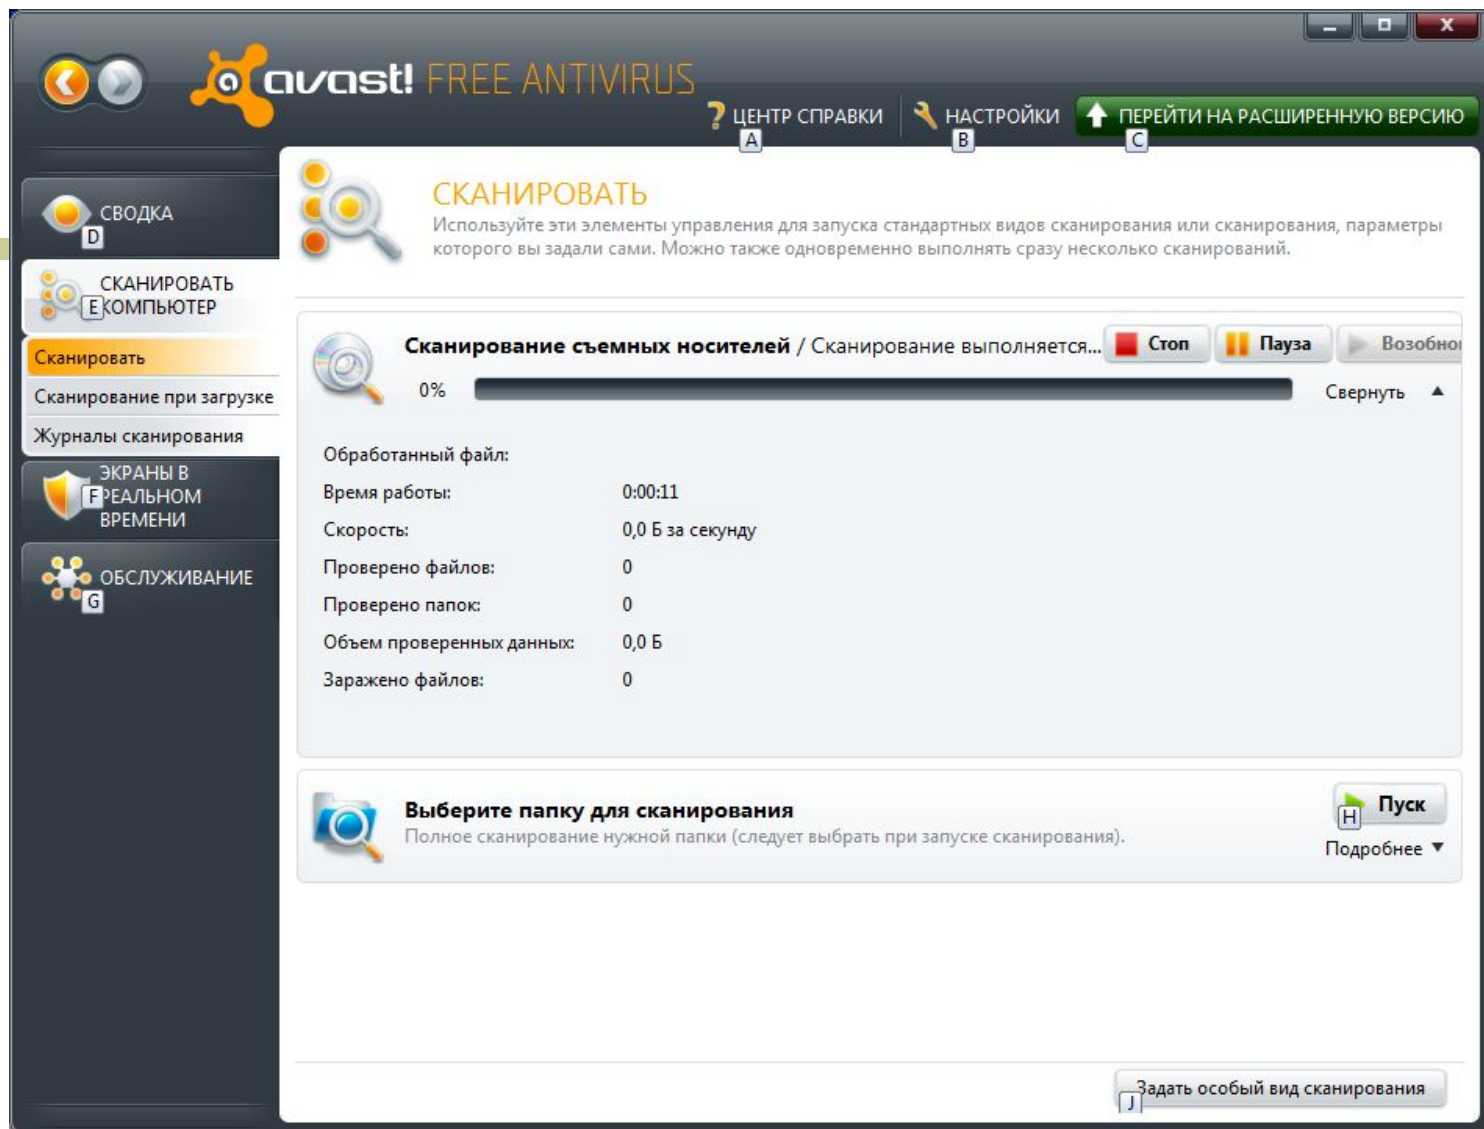 avast! FREE ANTIVIRUS
ЦЕНТР СПРАВКИ
A
НАСТРОЙКИ
B
ПЕРЕЙТИ НА РАСШИРЕННУЮ ВЕРСИЮ
C
СВОДКА
D
СКАНИРОВАТЬ
КОМПЬЮТЕР
E
Сканировать
Сканирование при загрузке
Журналы сканирования
ЭКРАНЫ В
РЕАЛЬНОМ
F
ВРЕМЕНИ
ОБСЛУЖИВАНИЕ
G
СКАНИРОВАТЬ
Используйте эти элементы управления для запуска стандартных видов сканирования или сканирования, параметры
которого вы задали сами. Можно также одновременно выполнять сразу несколько сканирований.
Сканирование съемных носителей / Сканирование выполняется...
Стоп
Пауза
Возобно
0%
Свернуть
Обработанный файл:
Время работы: 0:00:11
Скорость: 0,0 Б за секунду
Проверено файлов: 0
Проверено папок: 0
Объем проверенных данных: 0,0 Б
Заражено файлов: 0
Выберите папку для сканирования
Полное сканирование нужной папки (следует выбрать при запуске сканирования).
Пуск
H
Подробнее
Задать особый вид сканирования
J